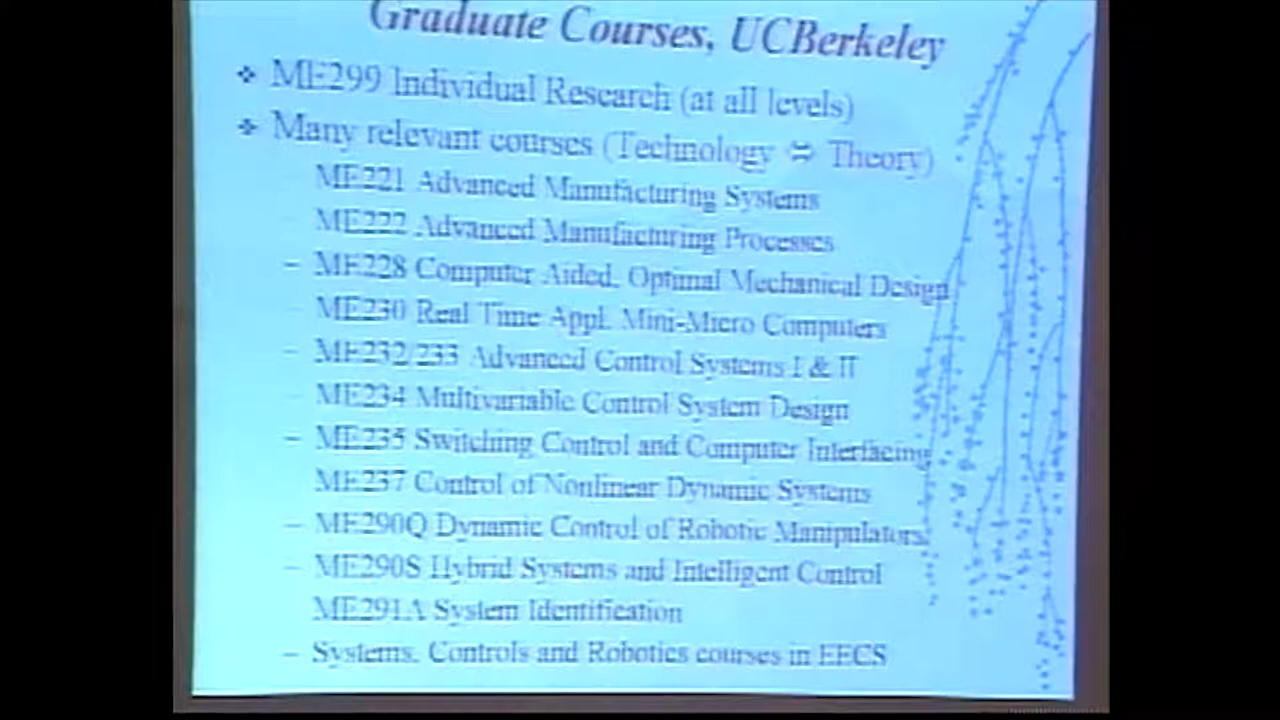 Graduate Courses, UCBerkeley
❖ ME299 Individual Research (at all levels)
❖ Many relevant courses (Technology ⇆ Theory)
– ME221 Advanced Manufacturing Systems
– ME222 Advanced Manufacturing Processes
– ME228 Computer Aided, Optimal Mechanical Design
– ME230 Real Time Appl. Mini-Micro Computers
– ME232/233 Advanced Control Systems I & II
– ME234 Multivariable Control System Design
– ME235 Switching Control and Computer Interfacing
– ME237 Control of Nonlinear Dynamic Systems
– ME290Q Dynamic Control of Robotic Manipulators
– ME290S Hybrid Systems and Intelligent Control
ME291A System Identification
– Systems, Controls and Robotics courses in EECS